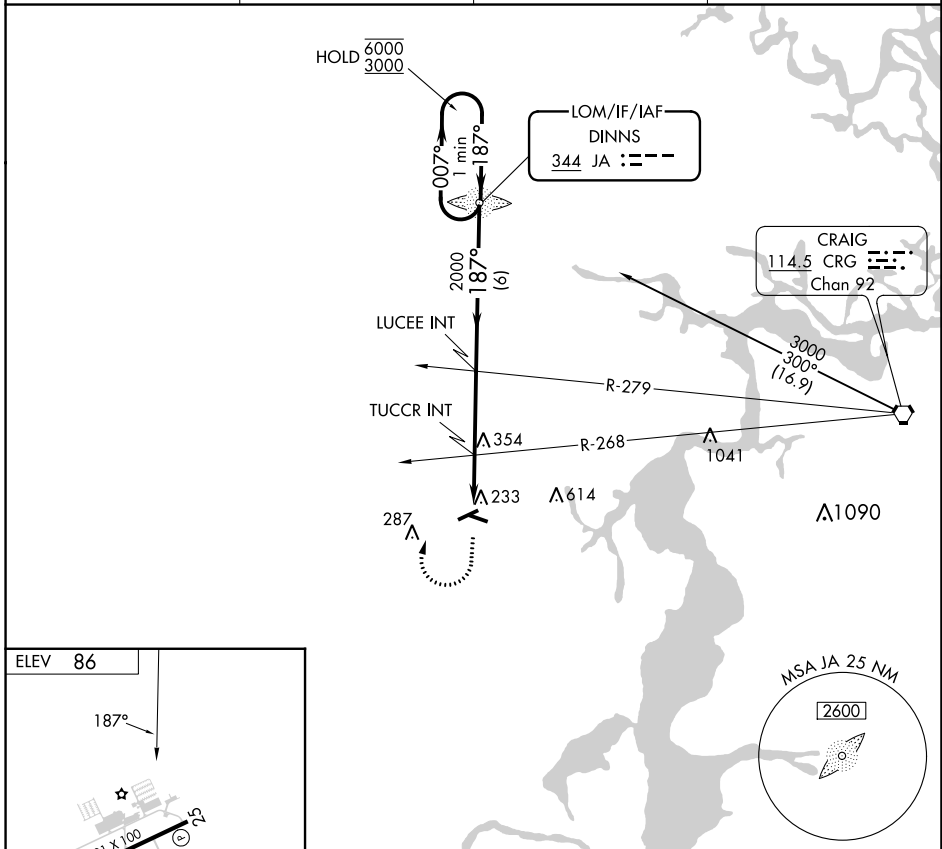 HOLD 6000
3000
LOM/IF/IAF
DINNS
344 JA
007°
1 min
187°
2000
187°
(6)
CRAIG
114.5 CRG
Chan 92
LUCEE INT
3000
300°
(16.9)
R-279
TUCCR INT
354
R-268
1041
233
614
287
1090
ELEV 86
187°
25
X 100
P
MSA JA 25 NM
2600